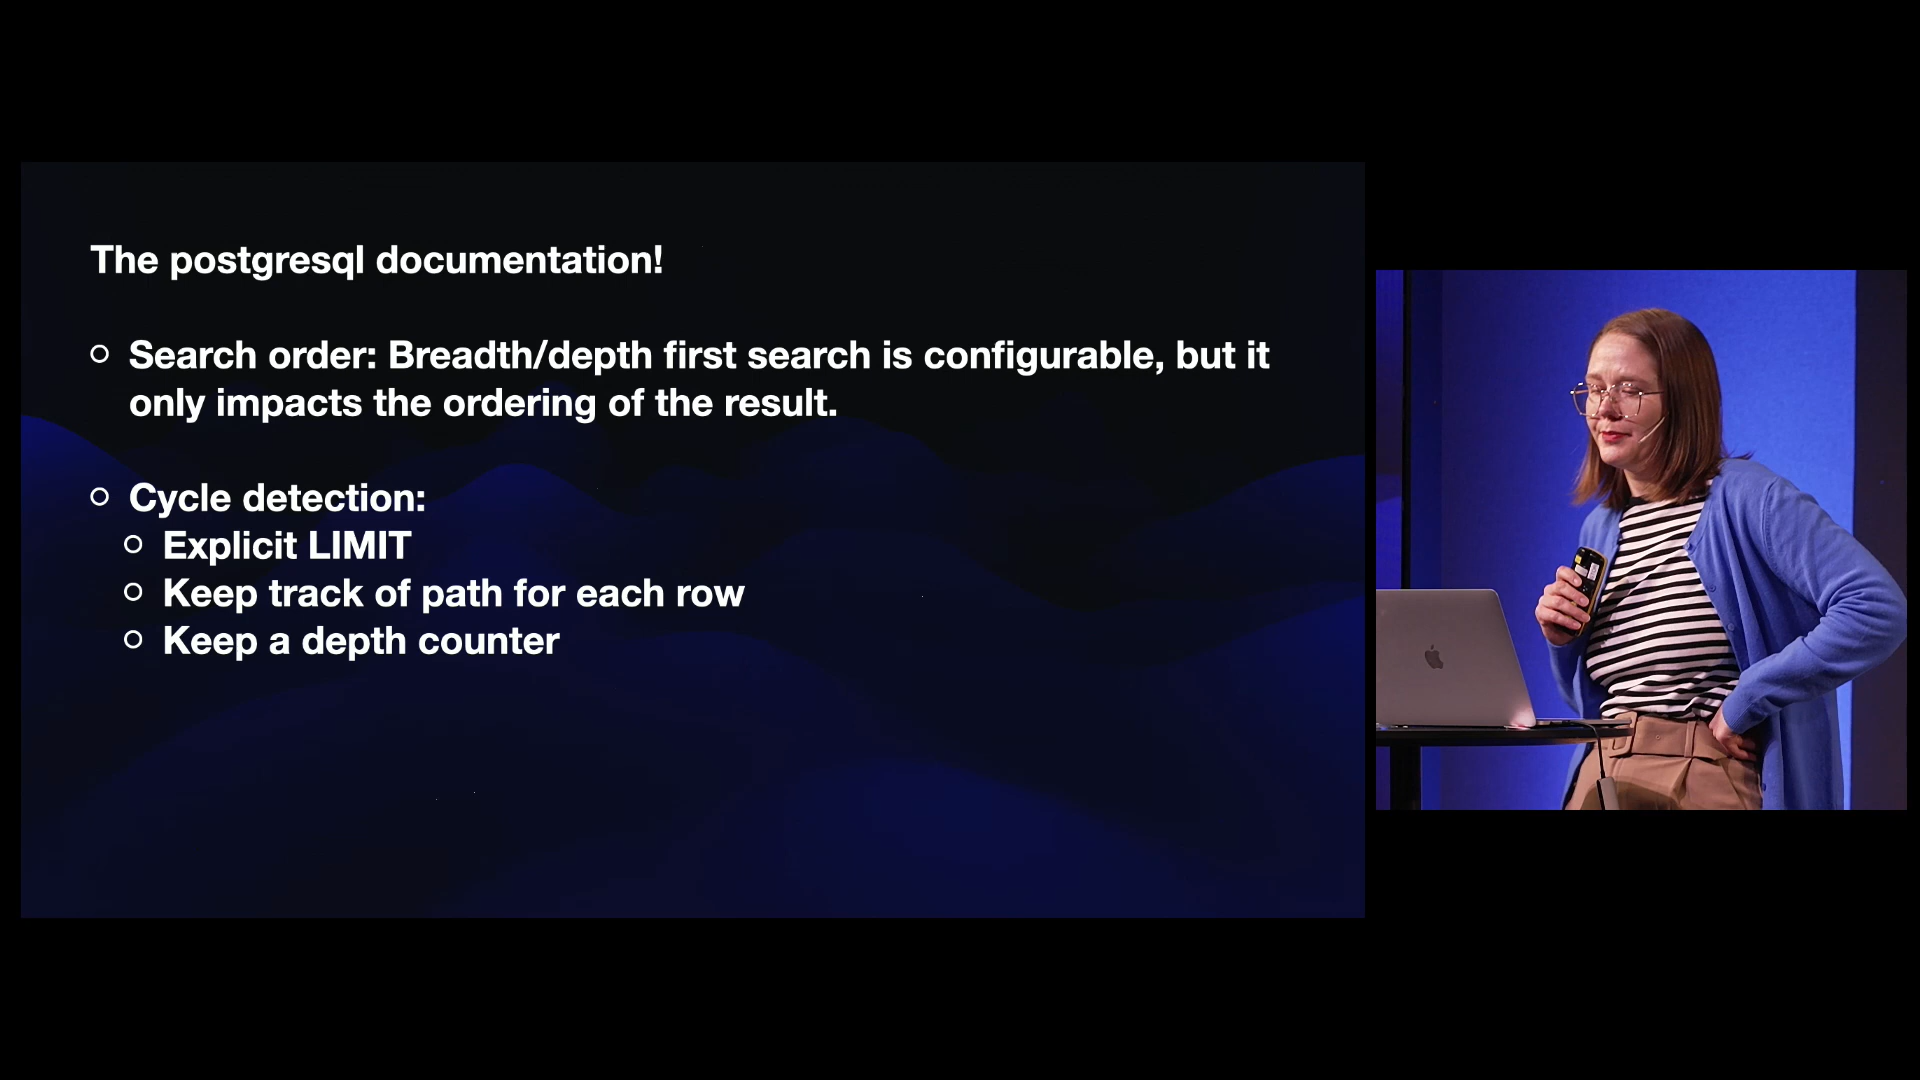 The postgresql documentation!
Search order: Breadth/depth first search is configurable, but it
only impacts the ordering of the result.
Cycle detection:
Explicit LIMIT
Keep track of path for each row
Keep a depth counter